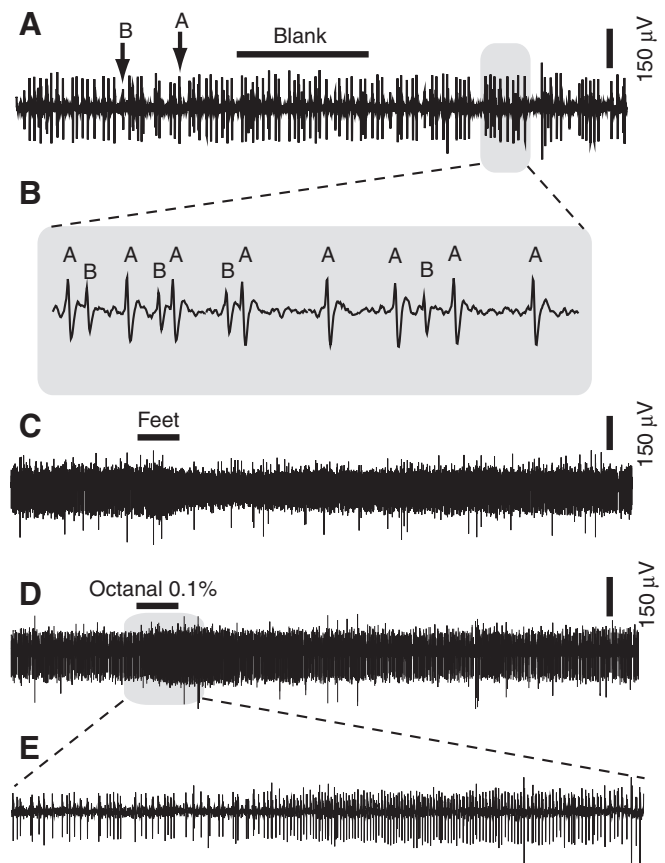 A
B A
Blank
150 µV
B
A B A B A B A A A B A A
C
Feet
150 µV
D
Octanal 0.1%
150 µV
E